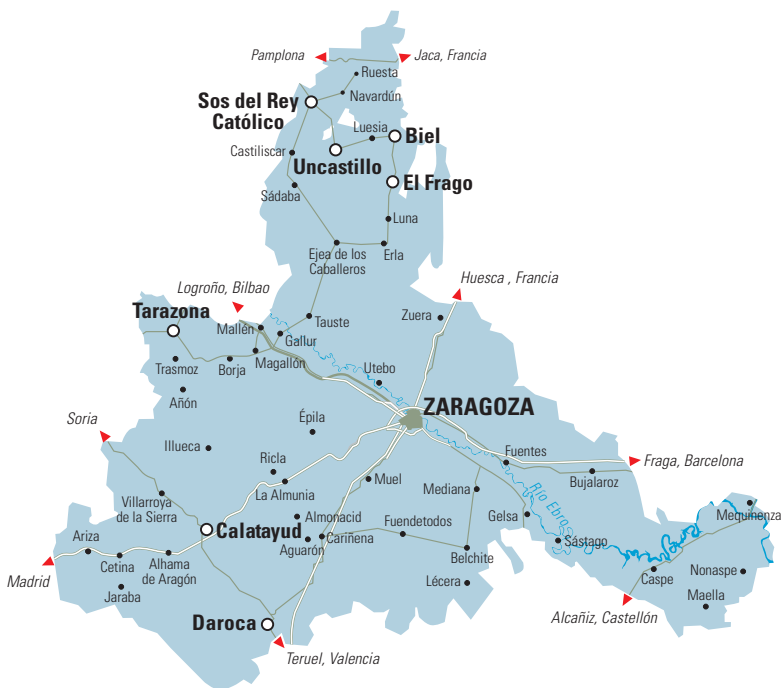 Pamplona
Jaca, Francia
Ruesta
Sos del Rey
Católico
Navardún
Luesia
Biel
Castiliscar
Uncastillo
El Frago
Sádaba
Luna
Ejea de los
Caballeros
Erla
Logroño, Bilbao
Huesca , Francia
Tarazona
Mallén
Tauste
Zuera
Gallur
Trasmoz
Borja
Magallón
Utebo
Añón
ZARAGOZA
Soria
Épila
Illueca
Fuentes
Fraga, Barcelona
Ricla
La Almunia
Muel
Mediana
Bujalaroz
Río Ebro
Villarroya
de la Sierra
Almonacid
Gelsa
Mequinenza
Calatayud
Fuendetodos
Ariza
Aguarón
Cariñena
Sástago
Madrid
Cetina
Alhama
de Aragón
Belchite
Caspe
Nonaspe
Jaraba
Lécera
Maella
Daroca
Alcañiz, Castellón
Teruel, Valencia